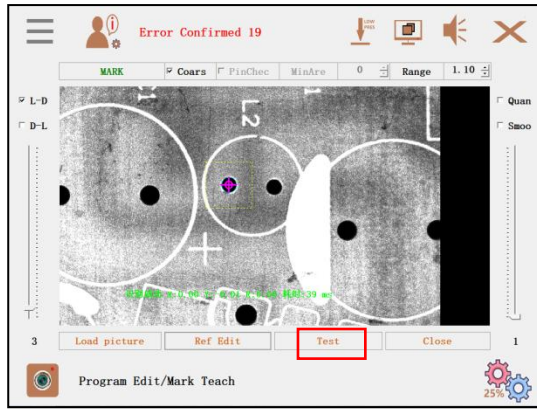 Error Confirmed 19
LOW PRES
MARK Coars PinChec MinAre 0 Range 1.10
L-D Quan
D-L Smoo
L2
3 Load picture Ref Edit Test Close 1
Program Edit/Mark Teach
25%